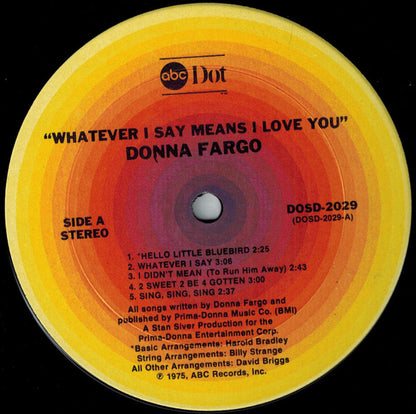 abc Dot
"WHATEVER I SAY MEANS I LOVE YOU"
DONNA FARGO
SIDE A
STEREO
DOSD-2029
(DOSD-2029-A)
1. *HELLO LITTLE BLUEBIRD 2:25
2. WHATEVER I SAY 3:06
3. I DIDN'T MEAN (To Run Him Away) 2:43
4. 2 SWEET 2 BE 4 GOTTEN 3:00
5. SING, SING, SING 2:37
All songs written by Donna Fargo and
published by Prima-Donna Music Co. (BMI)
A Stan Silver Production for the
Prima-Donna Entertainment Corp.
*Basic Arrangements: Harold Bradley
String Arrangements: Billy Strange
All Other Arrangements: David Briggs
℗ 1975, ABC Records, Inc.